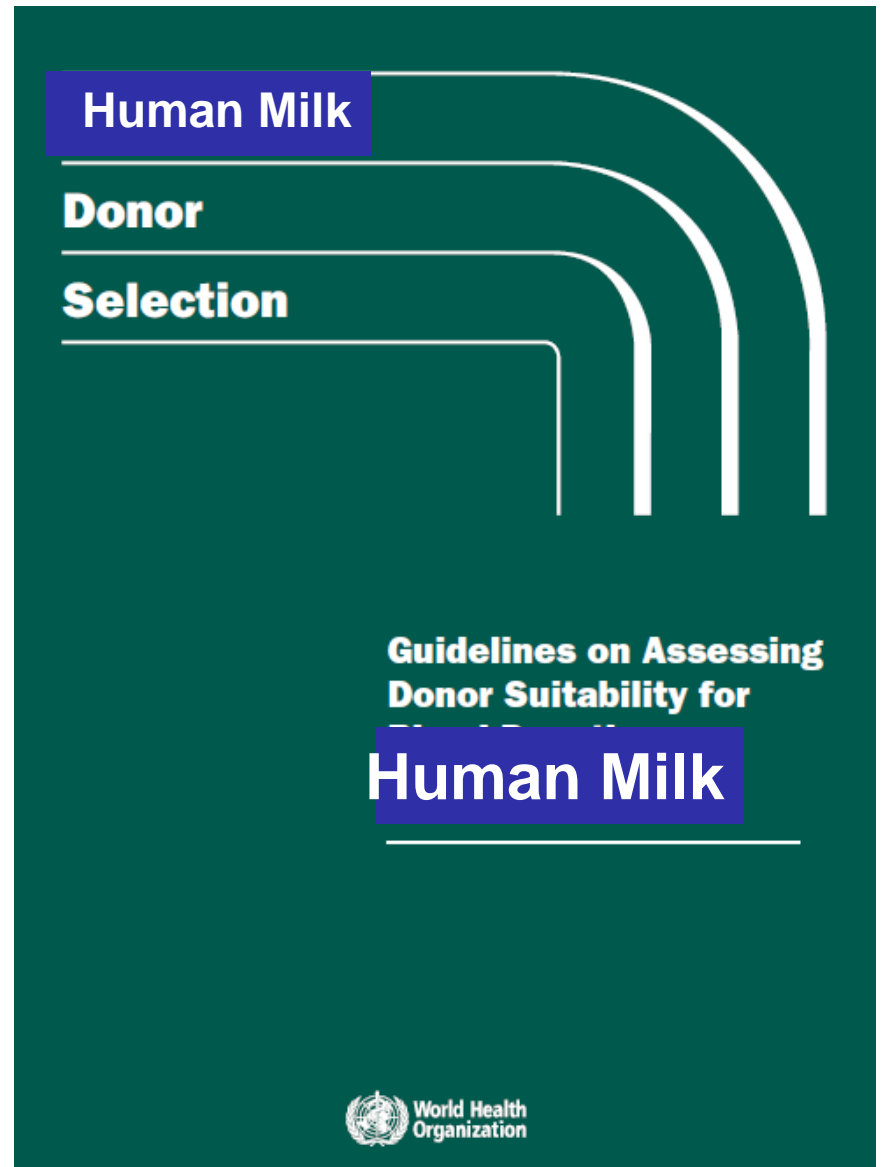 Human Milk
Donor
Selection
Guidelines on Assessing
Donor Suitability for
Human Milk
World Health
Organization